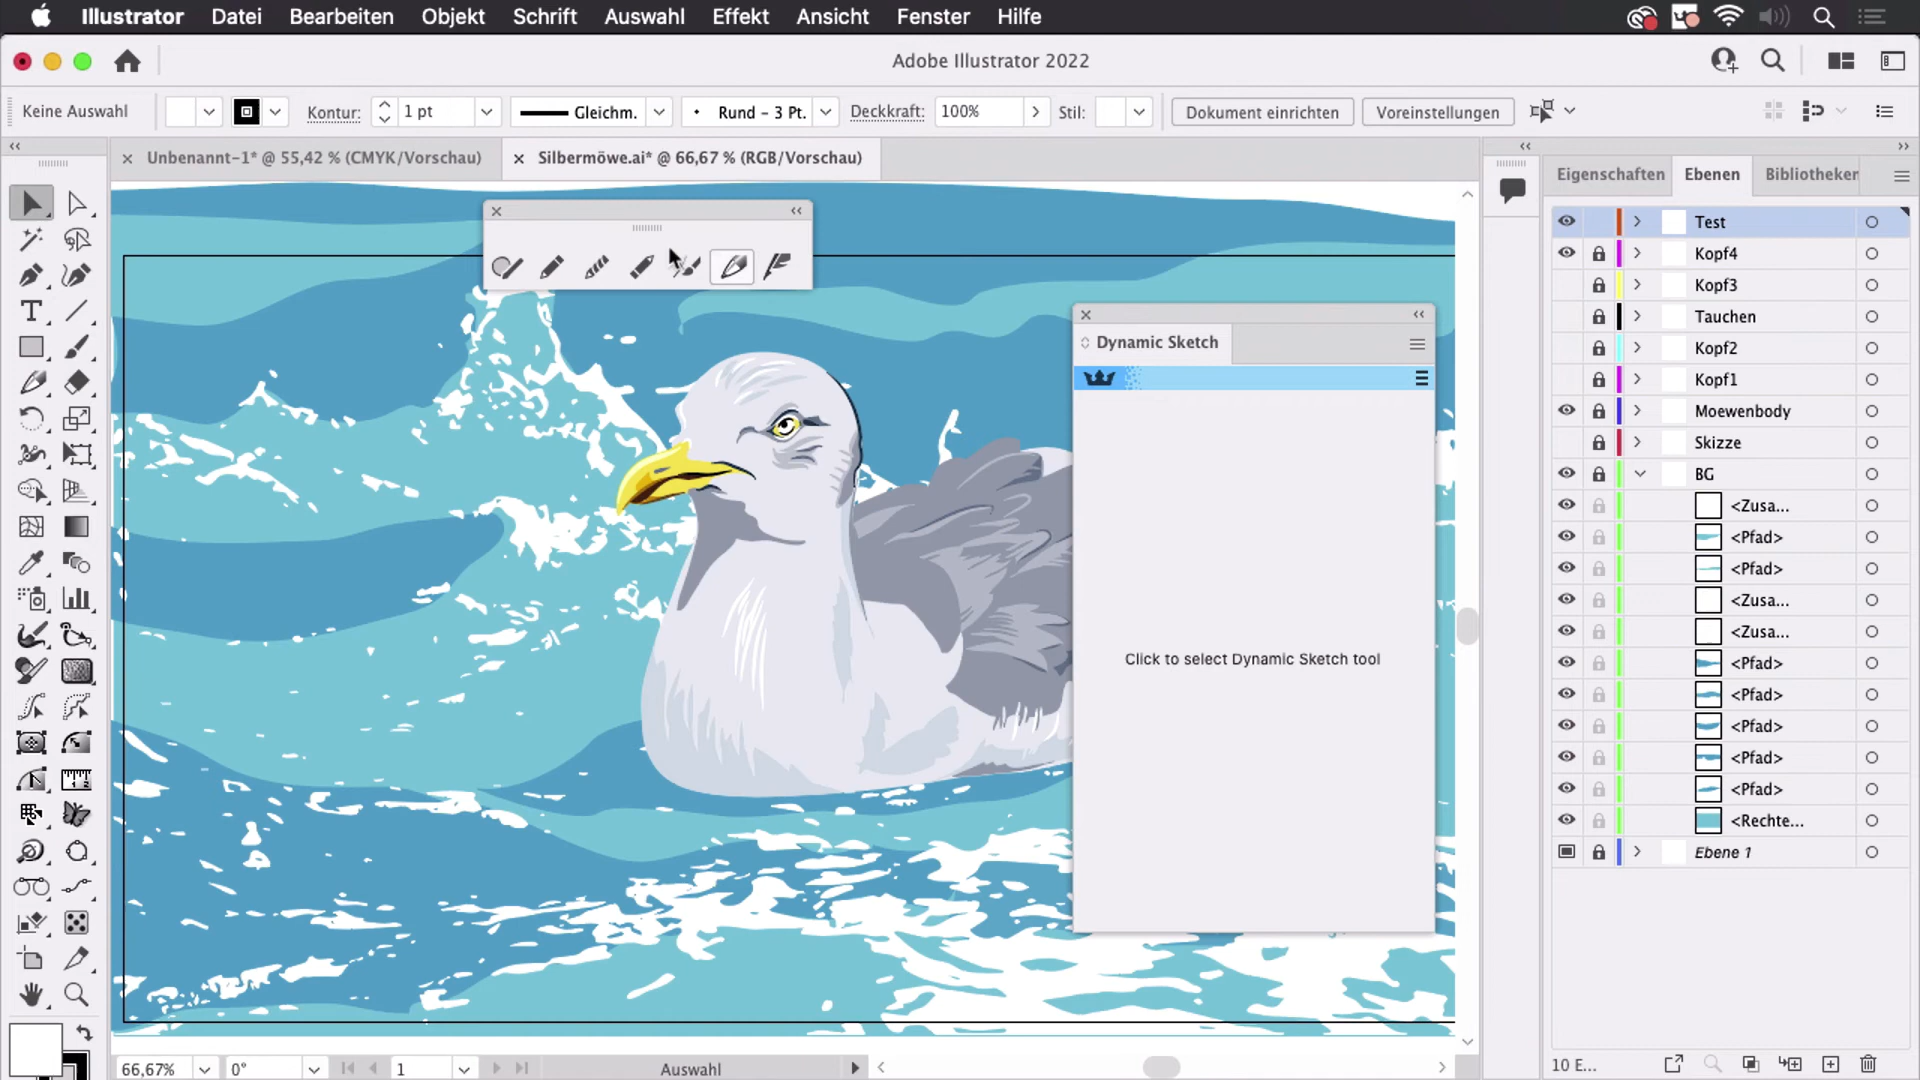 Illustrator Datei Bearbeiten Objekt Schrift Auswahl Effekt Ansicht Fenster Hilfe
Adobe Illustrator 2022
Keine Auswahl Kontur: 1 pt Gleichm. Rund - 3 Pt. Deckkraft: 100% Stil: Dokument einrichten Voreinstellungen
Unbenannt-1* @ 55,42 % (CMYK/Vorschau) Silbermöwe.ai* @ 66,67 % (RGB/Vorschau)
Eigenschaften Ebenen Bibliotheken
Test
Kopf4
Kopf3
Tauchen
Kopf2
Kopf1
Moewenbody
Skizze
BG
<Zusa...
<Pfad>
<Pfad>
<Zusa...
<Zusa...
<Pfad>
<Pfad>
<Pfad>
<Pfad>
<Pfad>
<Rechte...
Ebene 1
Dynamic Sketch
Click to select Dynamic Sketch tool
66,67% 0° 1 Auswahl
10 E...